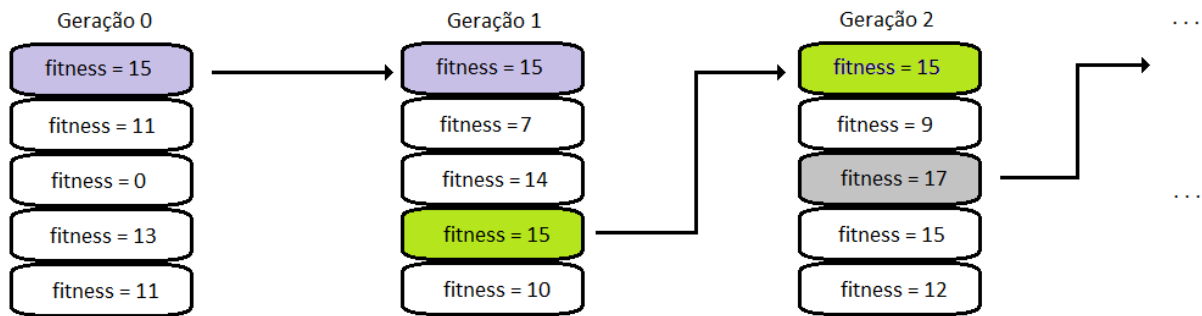 Geração 0
fitness = 15
fitness = 11
fitness = 0
fitness = 13
fitness = 11
Geração 1
fitness = 15
fitness =7
fitness = 14
fitness = 15
fitness = 10
Geração 2
fitness = 15
fitness = 9
fitness = 17
fitness = 15
fitness = 12
. . .
. . .